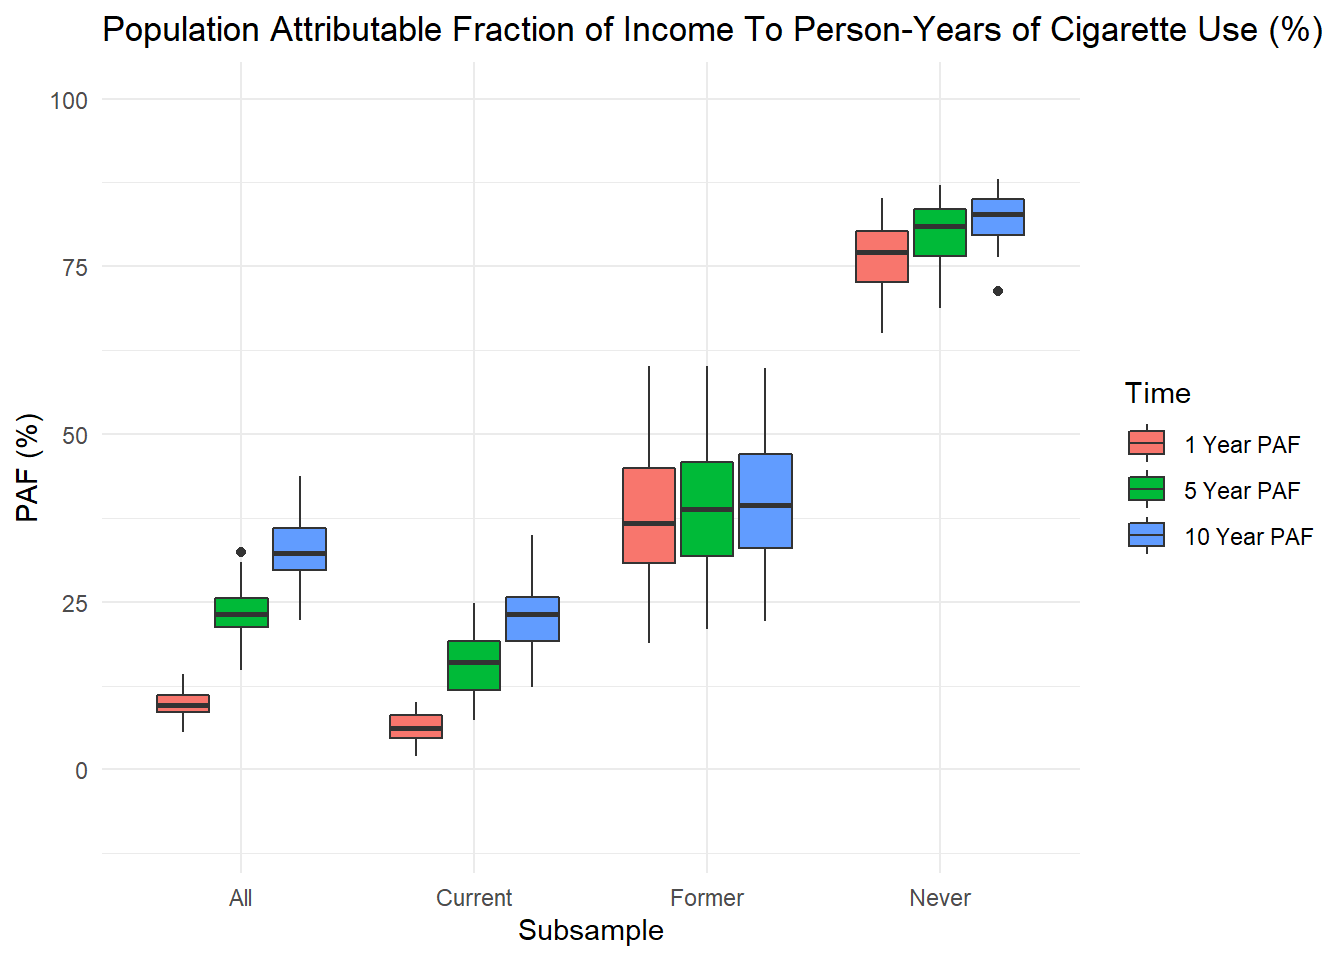 Population Attributable Fraction of Income To Person-Years of Cigarette Use (%)
100
75
50
25
0
PAF (%)
All
Current
Former
Never
Subsample
Time
1 Year PAF
5 Year PAF
10 Year PAF